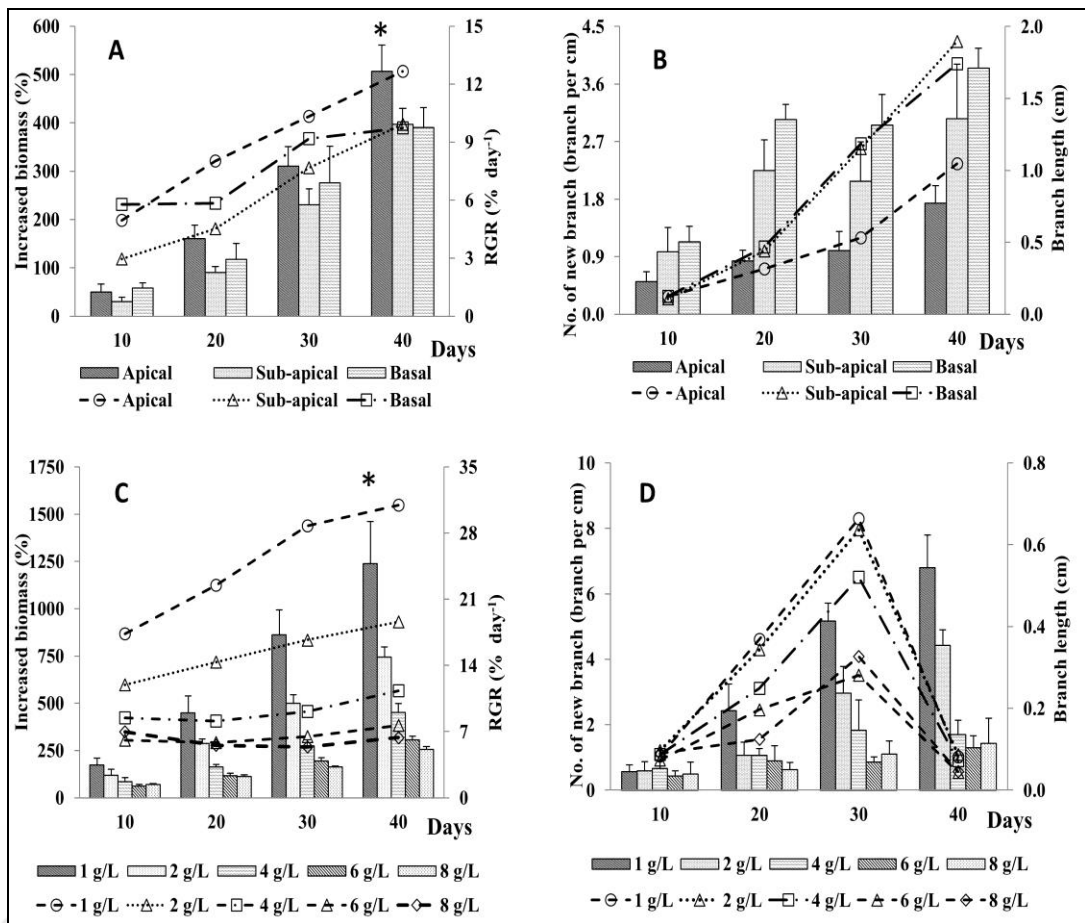 A
*
Increased biomass (%)
600
500
400
300
200
100
0
15
12
9
6
3
0
RGR (% day-1)
10 20 30 40 Days
Apical Sub-apical Basal
Apical Sub-apical Basal
B
No. of new branch (branch per cm)
4.5
3.6
2.7
1.8
0.9
0.0
2.0
1.5
1.0
0.5
0.0
Branch length (cm)
10 20 30 40 Days
Apical Sub-apical Basal
Apical Sub-apical Basal
C
*
Increased biomass (%)
1750
1500
1250
1000
750
500
250
0
35
28
21
14
7
0
RGR (% day-1)
10 20 30 40 Days
1 g/L 2 g/L 4 g/L 6 g/L 8 g/L
1 g/L 2 g/L 4 g/L 6 g/L 8 g/L
D
No. of new branch (branch per cm)
10
8
6
4
2
0
0.8
0.6
0.4
0.2
0.0
Branch length (cm)
10 20 30 40 Days
1 g/L 2 g/L 4 g/L 6 g/L 8 g/L
1 g/L 2 g/L 4 g/L 6 g/L 8 g/L